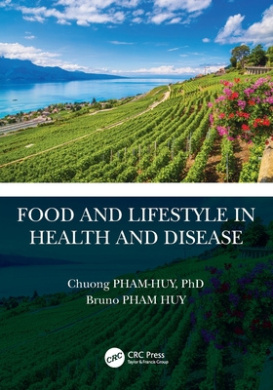 FOOD AND LIFESTYLE IN
HEALTH AND DISEASE
Chuong PHAM-HUY, PhD
Bruno PHAM HUY
CRC
CRC Press
Taylor & Francis Group